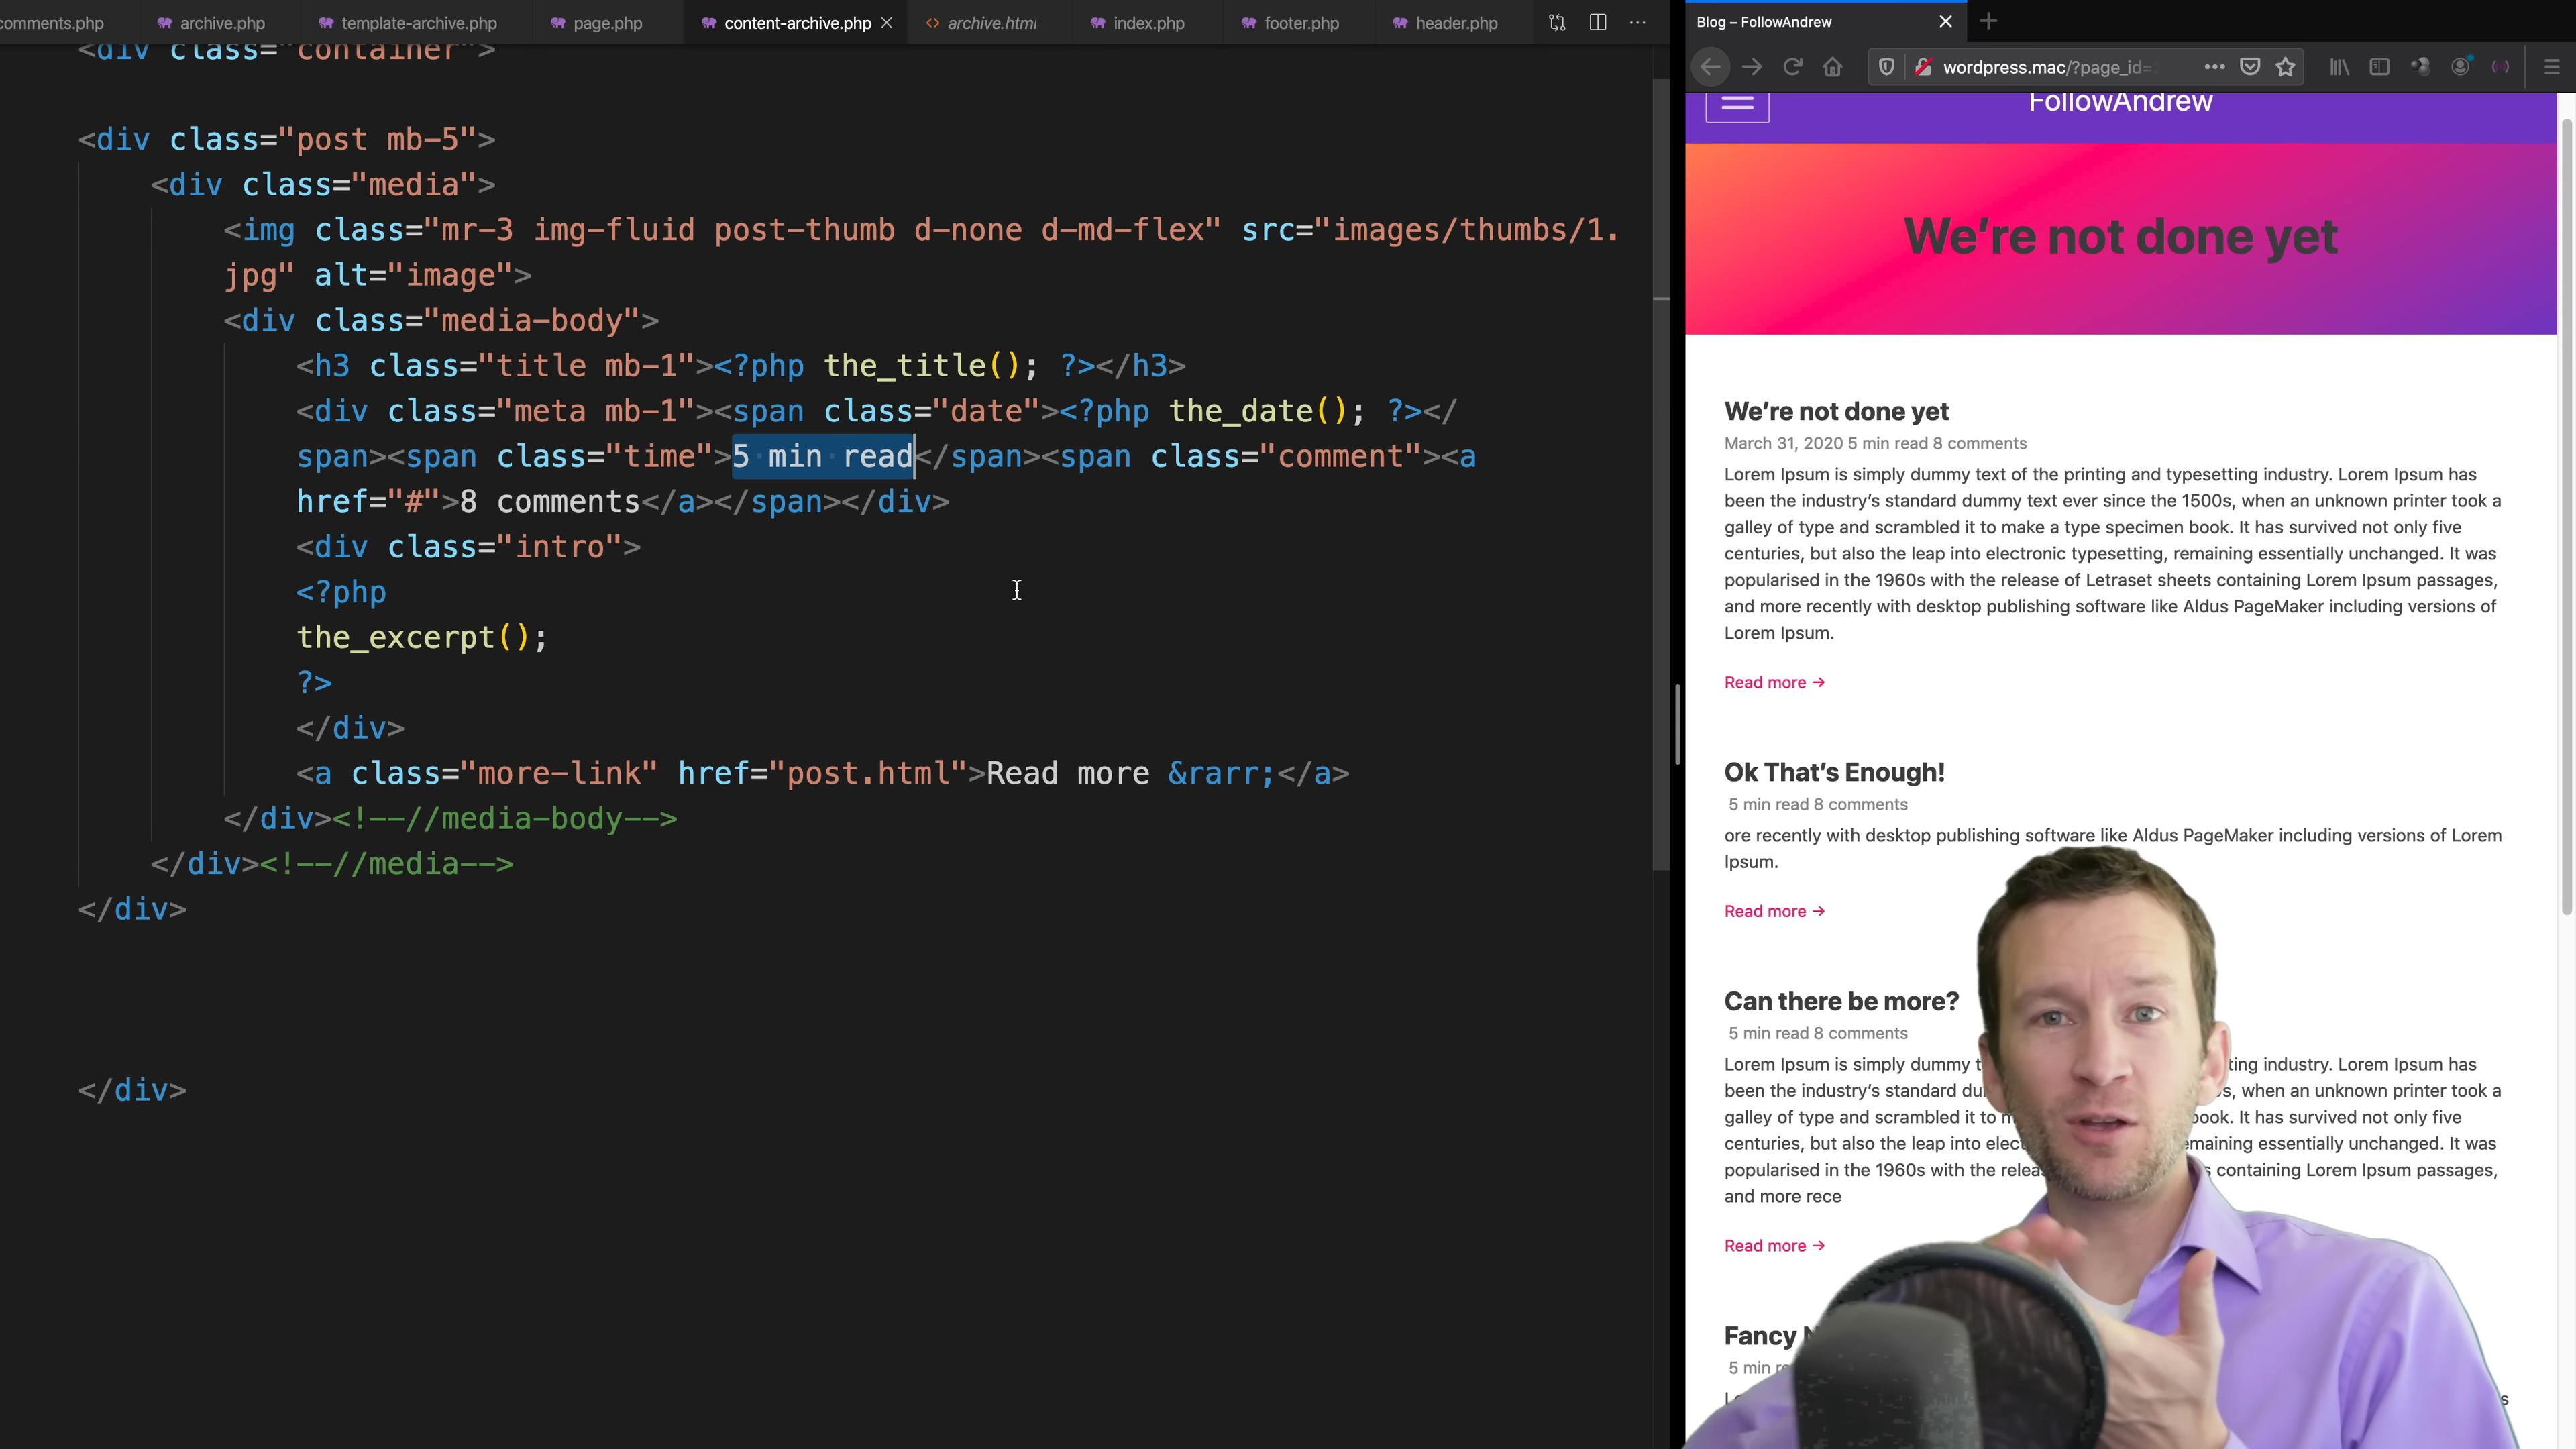 comments.php archive.php template-archive.php page.php content-archive.php archive.html index.php footer.php header.php
<div class="container">
<div class="post mb-5">
<div class="media">
<img class="mr-3 img-fluid post-thumb d-none d-md-flex" src="images/thumbs/1.
jpg" alt="image">
<div class="media-body">
<h3 class="title mb-1"><?php the_title(); ?></h3>
<div class="meta mb-1"><span class="date"><?php the_date(); ?></
span><span class="time">5 min read</span><span class="comment"><a
href="#">8 comments</a></span></div>
<div class="intro">
<?php
the_excerpt();
?>
</div>
<a class="more-link" href="post.html">Read more &rarr;</a>
</div><!--//media-body-->
</div><!--//media-->
</div>
</div>
Blog – FollowAndrew
wordpress.mac/?page_id=
FollowAndrew
We're not done yet
We're not done yet
March 31, 2020 5 min read 8 comments
Lorem Ipsum is simply dummy text of the printing and typesetting industry. Lorem Ipsum has
been the industry's standard dummy text ever since the 1500s, when an unknown printer took a
galley of type and scrambled it to make a type specimen book. It has survived not only five
centuries, but also the leap into electronic typesetting, remaining essentially unchanged. It was
popularised in the 1960s with the release of Letraset sheets containing Lorem Ipsum passages,
and more recently with desktop publishing software like Aldus PageMaker including versions of
Lorem Ipsum.
Read more →
Ok That's Enough!
5 min read 8 comments
ore recently with desktop publishing software like Aldus PageMaker including versions of Lorem
Ipsum.
Read more →
Can there be more?
5 min read 8 comments
Lorem Ipsum is simply dummy ting industry. Lorem Ipsum has
been the industry's standard s, when an unknown printer took a
galley of type and scrambled it to book. It has survived not only five
centuries, but also the leap into remaining essentially unchanged. It was
popularised in the 1960s with the containing Lorem Ipsum passages,
and more rece
Read more →
Fancy
5 min